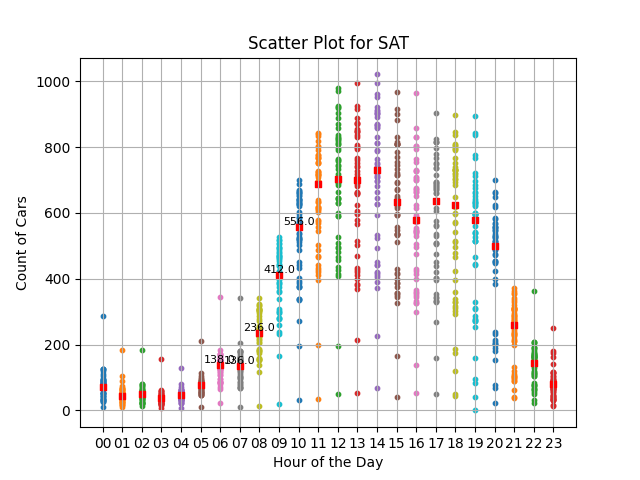 Scatter Plot for SAT
Count of Cars
1000
800
600
400
200
0
556.0
412.0
236.0
138.0
136.0
00 01 02 03 04 05 06 07 08 09 10 11 12 13 14 15 16 17 18 19 20 21 22 23
Hour of the Day